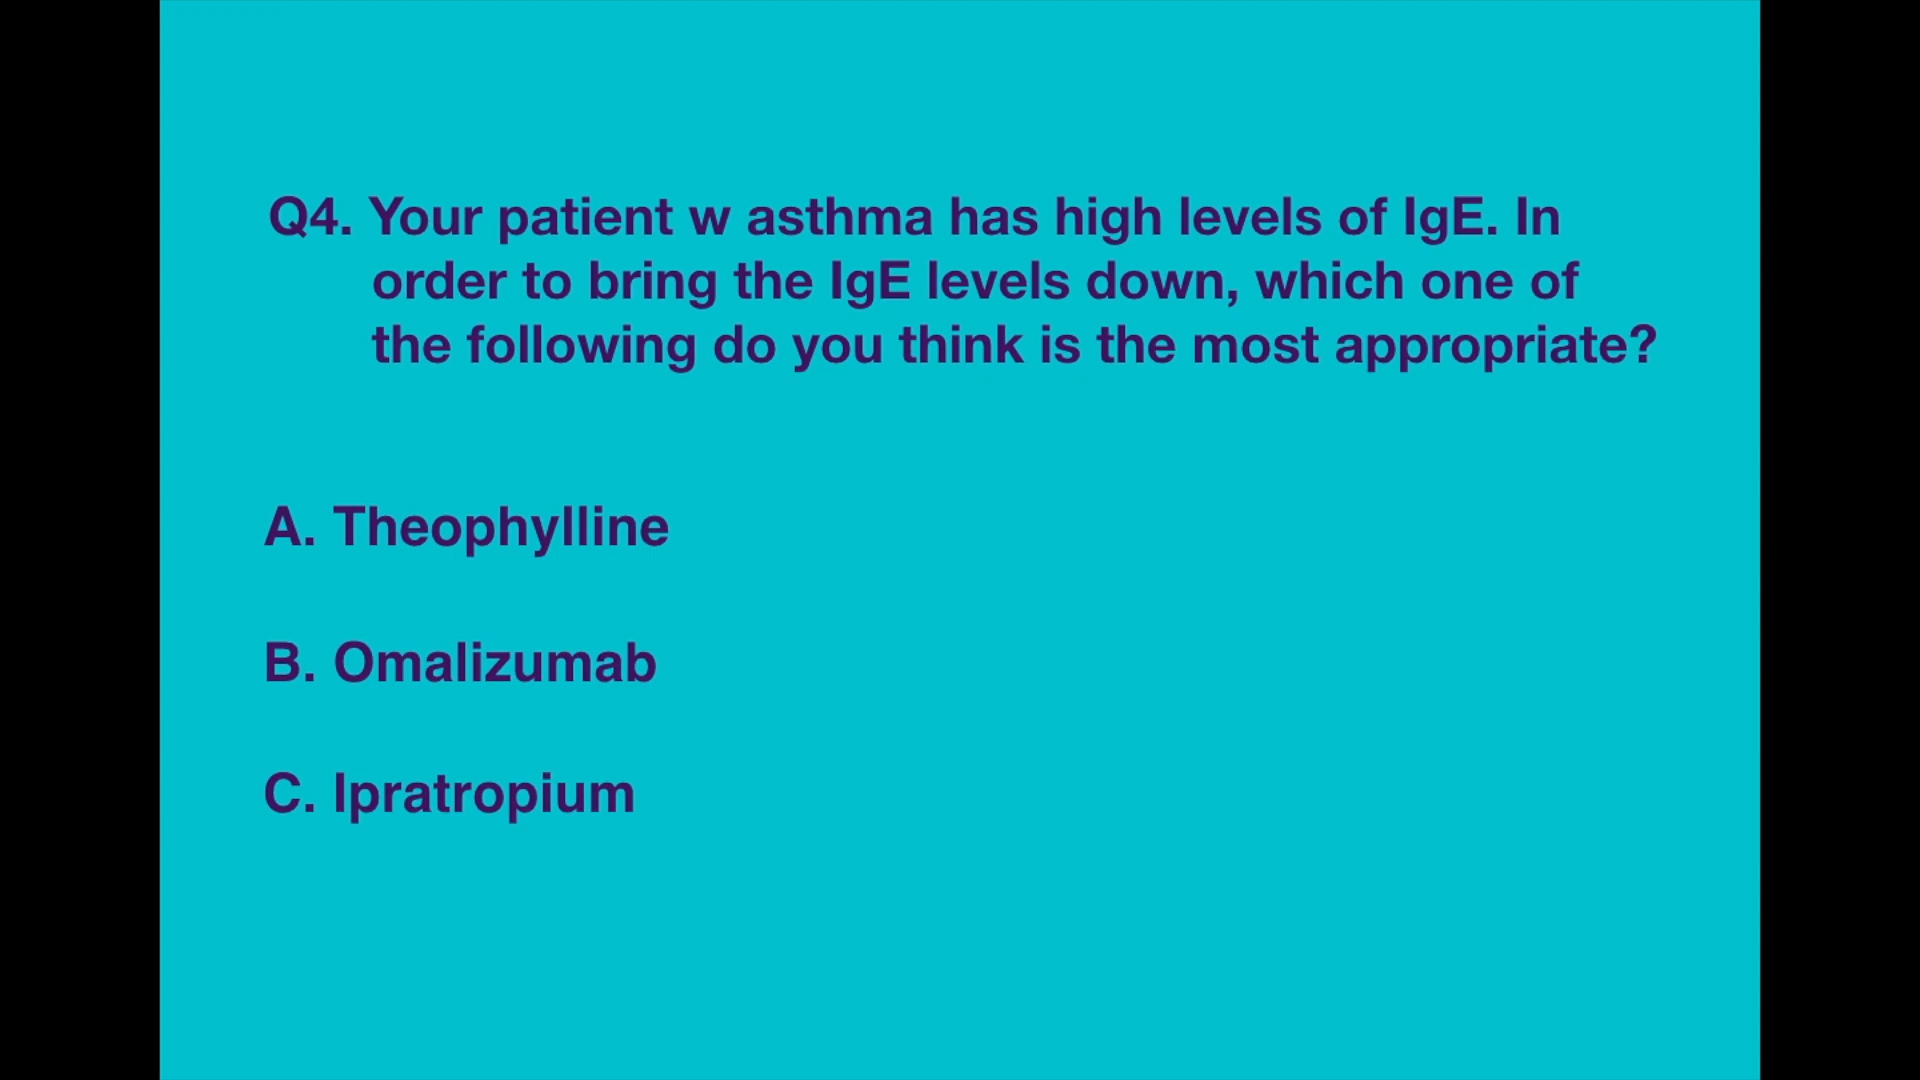 Q4. Your patient w asthma has high levels of IgE. In
order to bring the IgE levels down, which one of
the following do you think is the most appropriate?
A. Theophylline
B. Omalizumab
C. Ipratropium